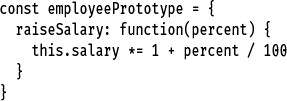 const employeePrototype = {
  raiseSalary: function(percent) {
    this.salary *= 1 + percent / 100
  }
}